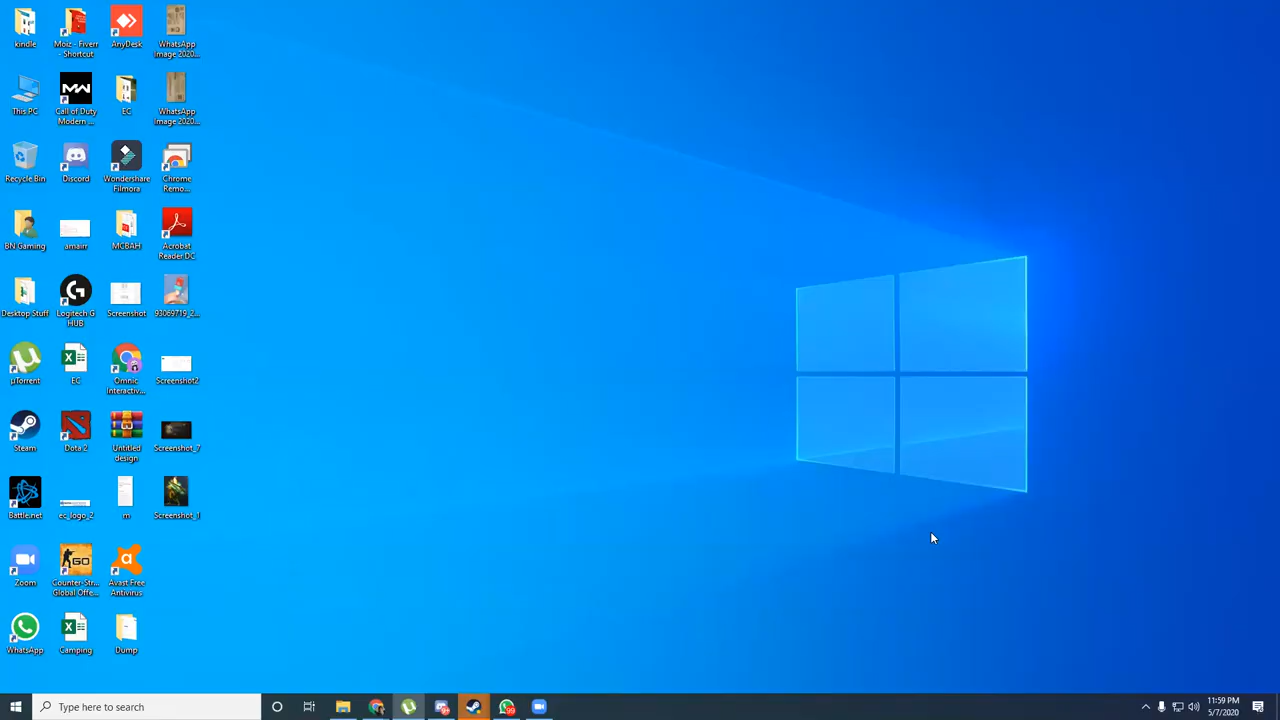 kindle
Moiz - Fiverr
- Shortcut
AnyDesk
WhatsApp
Image 2020...
This PC
Call of Duty
Modern ...
EC
WhatsApp
Image 2020...
Recycle Bin
Discord
Wondershare
Filmora
Chrome
Remo...
BN Gaming
amairr
MCBAH
Acrobat
Reader DC
Desktop Stuff
Logitech G
HUB
Screenshot
93069719_2...
µTorrent
EC
Omnic
Interactiv...
Screenshot2
Steam
Dota 2
Untitled
design
Screenshot_7
Battle.net
ec_logo_2
m
Screenshot_1
Zoom
Counter-Str...
Global Offe...
Avast Free
Antivirus
WhatsApp
Camping
Dump
Type here to search
11:59 PM
5/7/2020